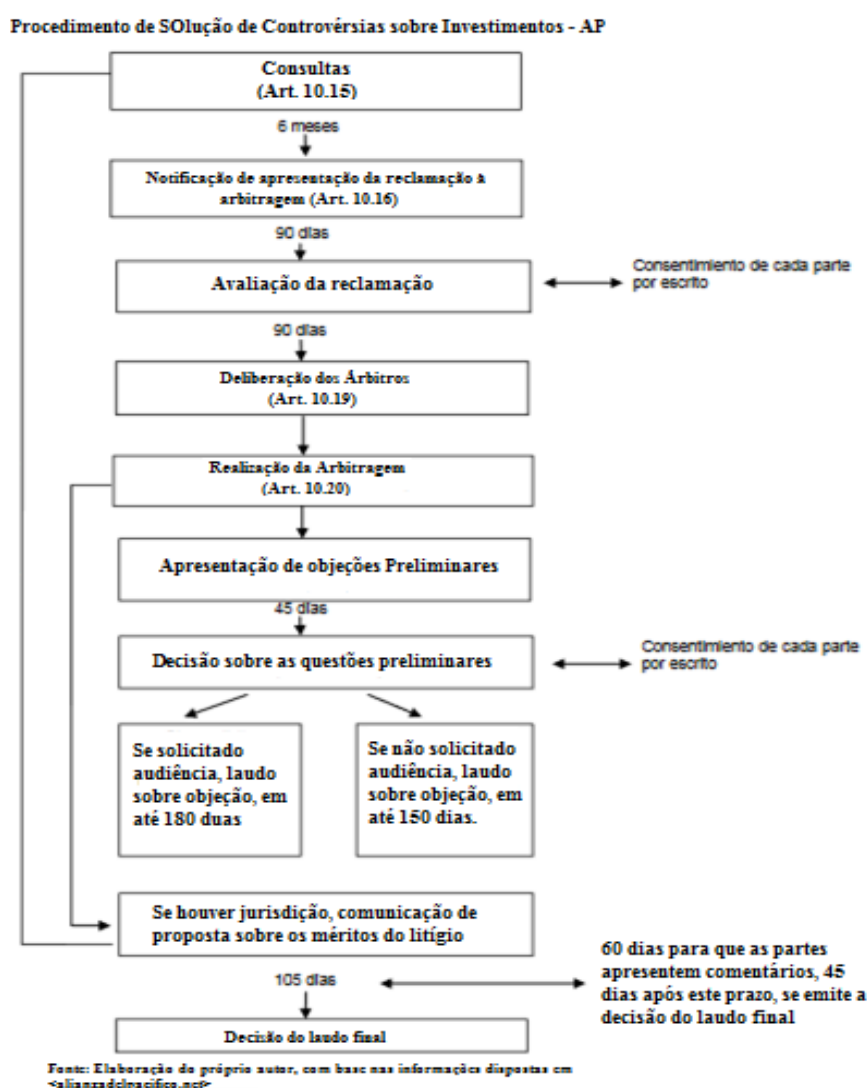 Procedimento de SOlução de Controvérsias sobre Investimentos - AP
Consultas
(Art. 10.15)
6 meses
Notificação de apresentação da reclamação à
arbitragem (Art. 10.16)
90 dias
Avaliação da reclamação
Consentimiento de cada parte
por escrito
90 dias
Deliberação dos Árbitros
(Art. 10.19)
Realização da Arbitragem
(Art. 10.20)
Apresentação de objeções Preliminares
45 dias
Decisão sobre as questões preliminares
Consentimiento de cada parte
por escrito
Se solicitado
audiência, laudo
sobre objeção, em
até 180 duas
Se não solicitado
audiência, laudo
sobre objeção, em
até 150 dias.
Se houver jurisdição, comunicação de
proposta sobre os méritos do litígio
60 dias para que as partes
apresentem comentários, 45
dias após este prazo, se emite a
decisão do laudo final
105 dias
Decisão do laudo final
Fonte: Elaboração do próprio autor, com base nas informações dispostas em
<alianzadelpacifico.net>